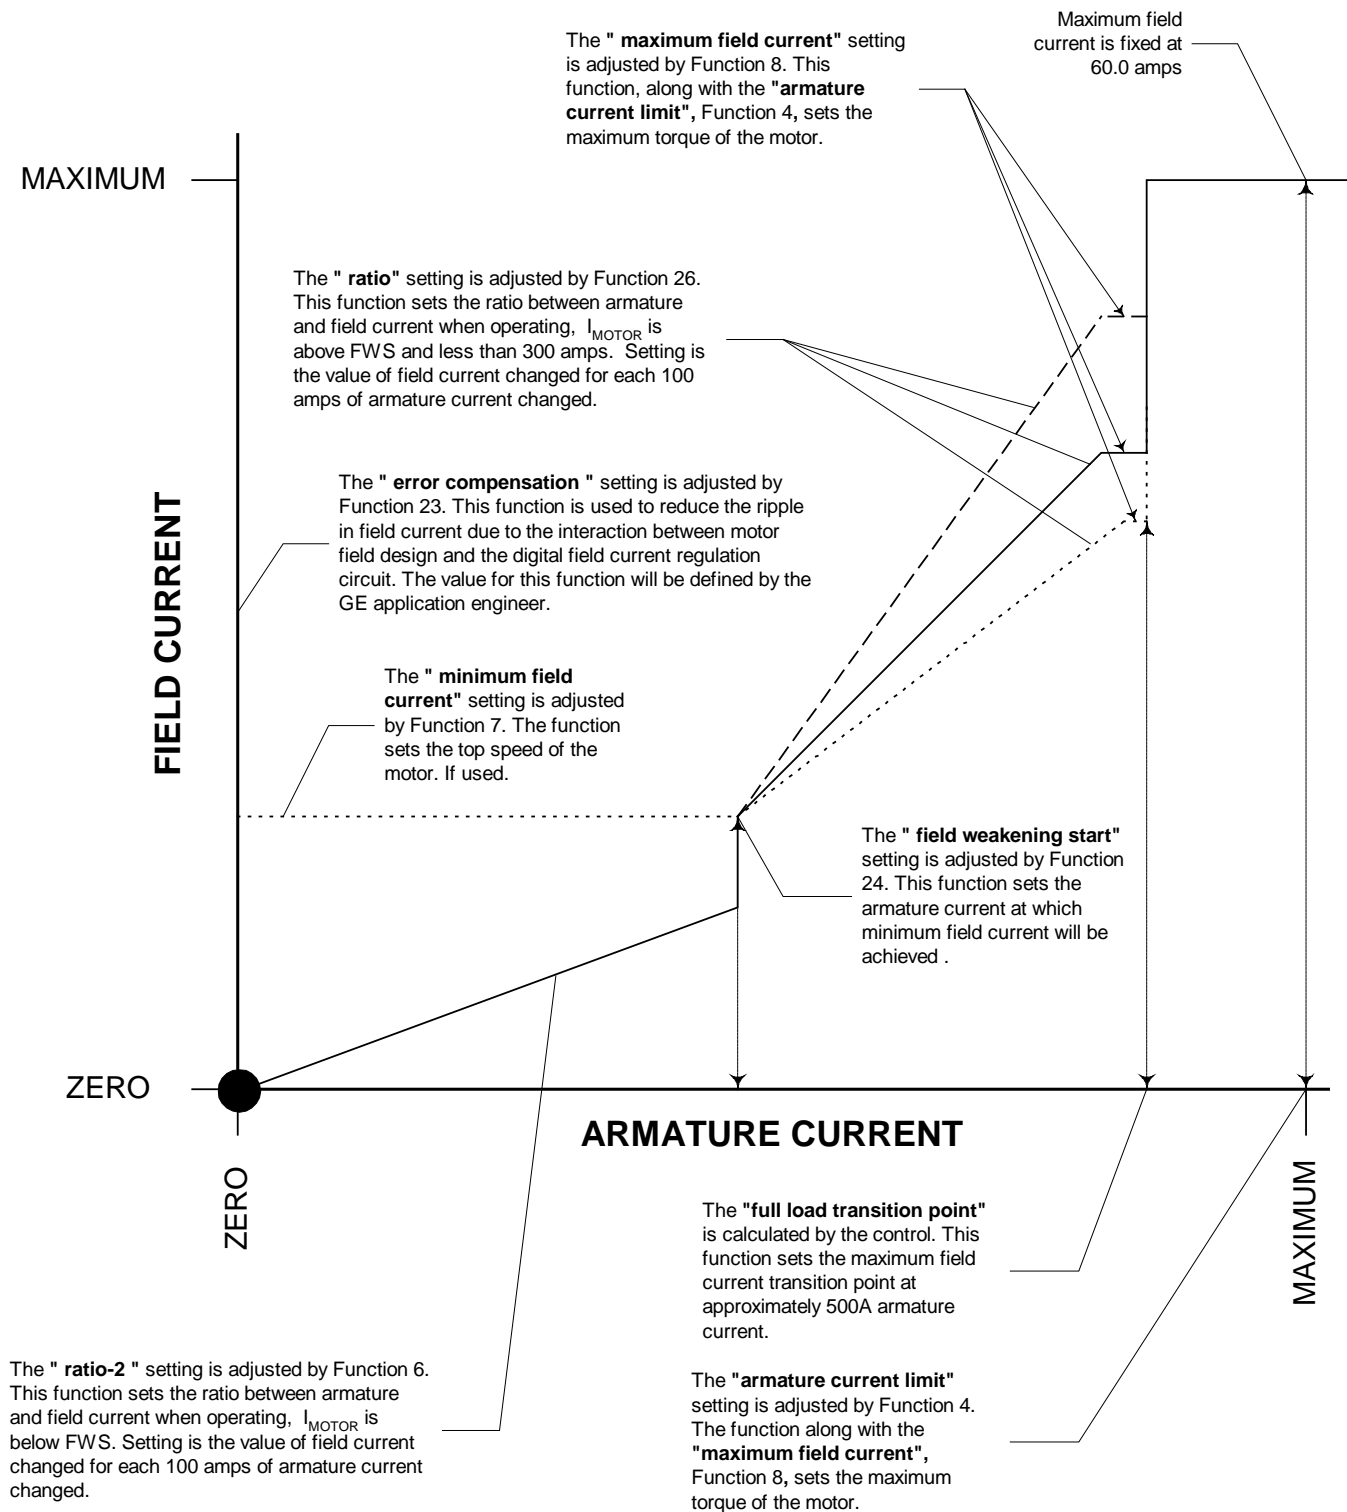 Maximum field
current is fixed at
60.0 amps
The " maximum field current" setting
is adjusted by Function 8. This
function, along with the "armature
current limit", Function 4, sets the
maximum torque of the motor.
MAXIMUM
The " ratio" setting is adjusted by Function 26.
This function sets the ratio between armature
and field current when operating, IMOTOR is
above FWS and less than 300 amps. Setting is
the value of field current changed for each 100
amps of armature current changed.
The " error compensation " setting is adjusted by
Function 23. This function is used to reduce the ripple
in field current due to the interaction between motor
field design and the digital field current regulation
circuit. The value for this function will be defined by the
GE application engineer.
FIELD CURRENT
The " minimum field
current" setting is adjusted
by Function 7. The function
sets the top speed of the
motor. If used.
The " field weakening start"
setting is adjusted by Function
24. This function sets the
armature current at which
minimum field current will be
achieved .
ZERO
ARMATURE CURRENT
ZERO
MAXIMUM
The "full load transition point"
is calculated by the control. This
function sets the maximum field
current transition point at
approximately 500A armature
current.
The " ratio-2 " setting is adjusted by Function 6.
This function sets the ratio between armature
and field current when operating, IMOTOR is
below FWS. Setting is the value of field current
changed for each 100 amps of armature current
changed.
The "armature current limit"
setting is adjusted by Function 4.
The function along with the
"maximum field current",
Function 8, sets the maximum
torque of the motor.